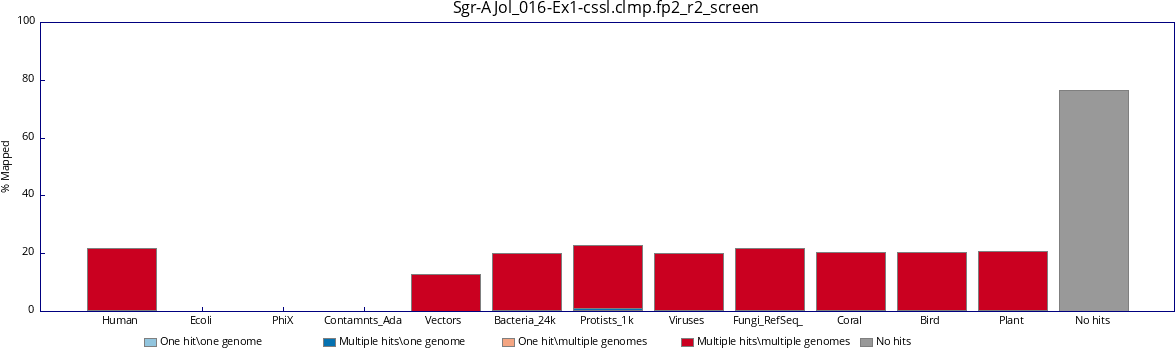 Sgr-AJol_016-Ex1-cssl.clmp.fp2_r2_screen
100
80
60
40
20
0
% Mapped
Human Ecoli PhiX Contamnts_Ada Vectors Bacteria_24k Protists_1k Viruses Fungi_RefSeq_ Coral Bird Plant No hits
One hit\one genome Multiple hits\one genome One hit\multiple genomes Multiple hits\multiple genomes No hits